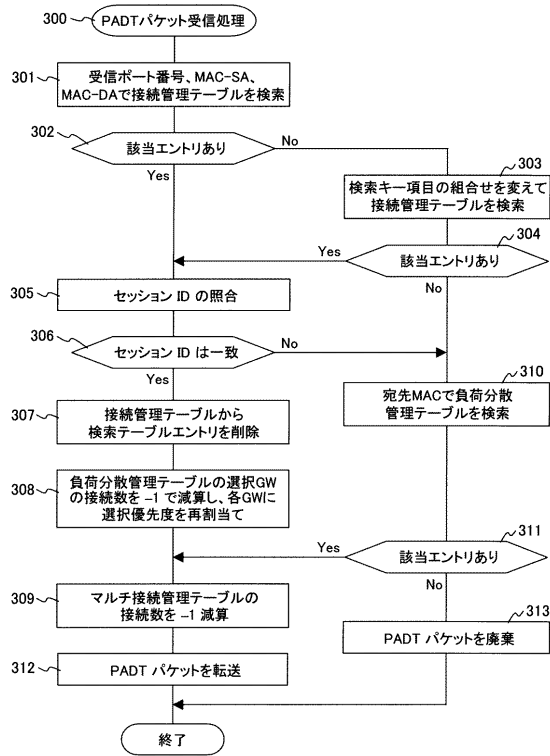 300
PADTパケット受信処理
301
受信ポート番号、MAC-SA、
MAC-DAで接続管理テーブルを検索
302
該当エントリあり
No
Yes
303
検索キー項目の組合せを変えて
接続管理テーブルを検索
304
Yes
該当エントリあり
No
305
セッション ID の照合
306
セッション ID は一致
No
Yes
310
宛先MACで負荷分散
管理テーブルを検索
307
接続管理テーブルから
検索テーブルエントリを削除
308
負荷分散管理テーブルの選択GW
の接続数を −1 で減算し、各GWに
選択優先度を再割当て
311
Yes
該当エントリあり
No
309
マルチ接続管理テーブルの
接続数を −1 減算
313
PADT パケットを廃棄
312
PADT パケットを転送
終了